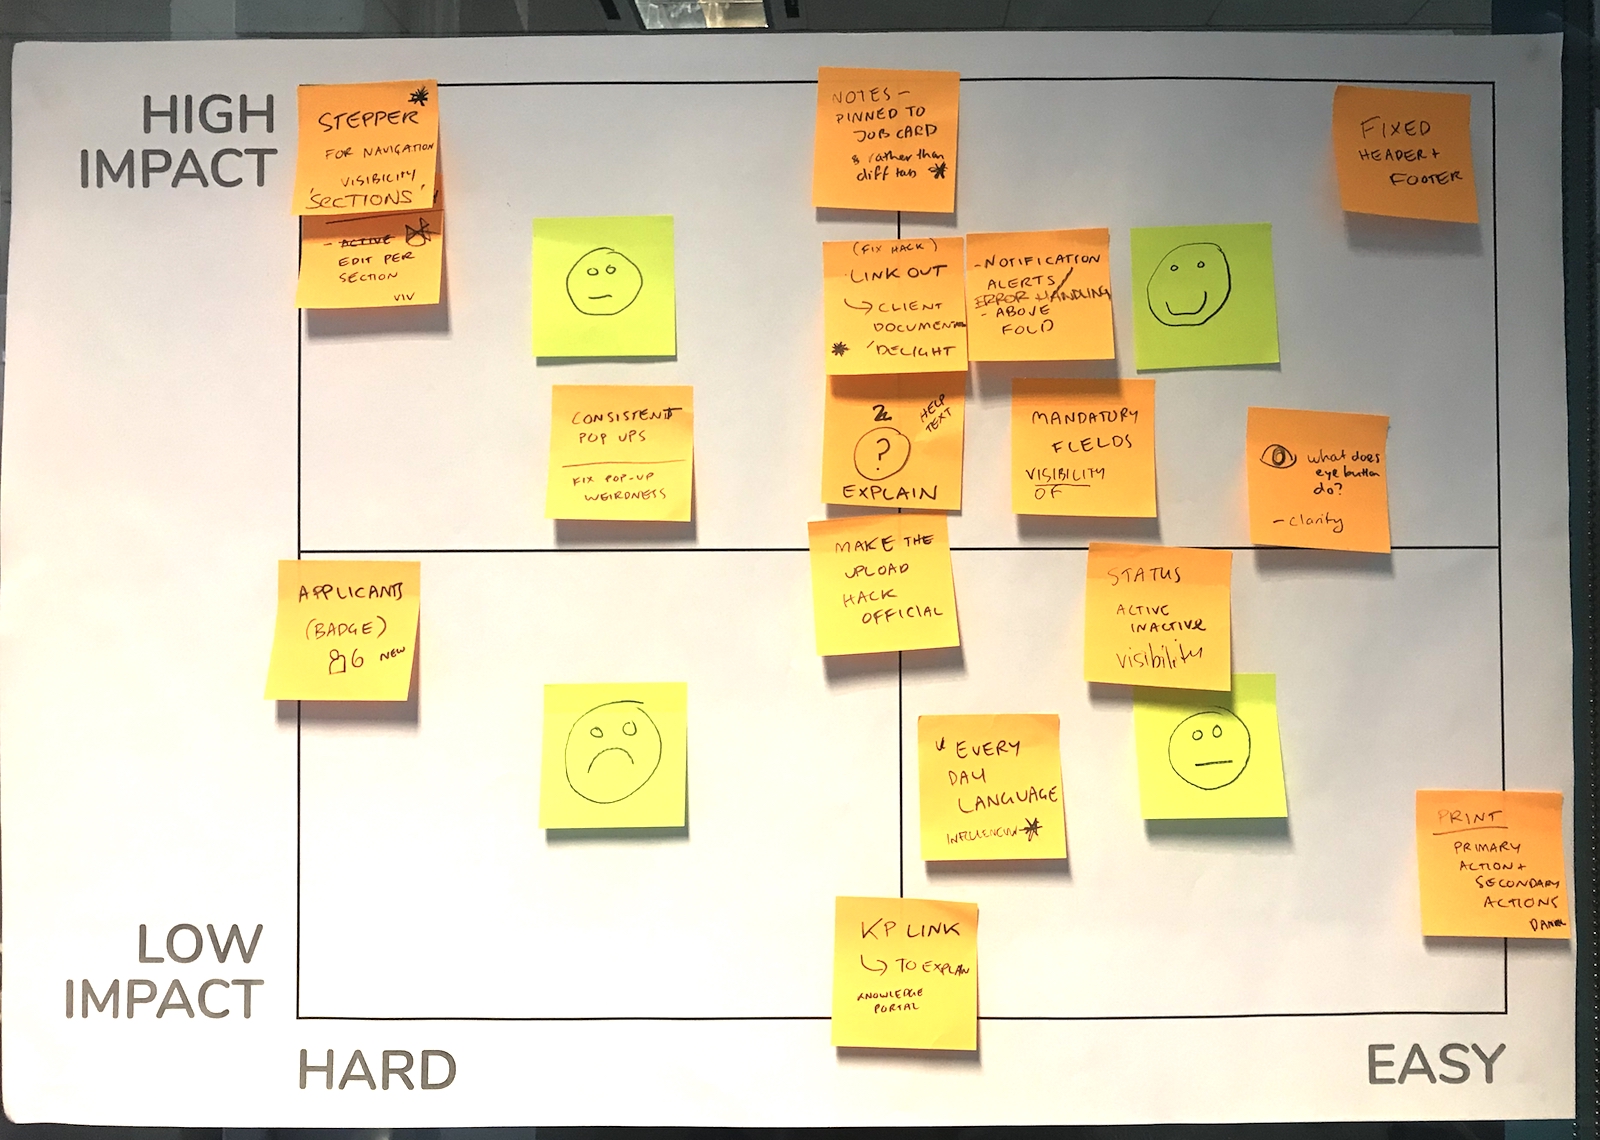 HIGH
IMPACT
STEPPER
FOR NAVIGATION
VISIBILITY
'SECTIONS'
- ACTIVE
EDIT PER
SECTION
VIV
NOTES -
PINNED TO
JOB CARD
& rather than
diff tab
FIXED
HEADER +
FOOTER
(FIX HACK)
LINK OUT
CLIENT
DOCUMENTS
'DELIGHT
- NOTIFICATION
ALERTS/
ERROR HANDLING
- ABOVE
FOLD
CONSISTENT
POP UPS
FIX POP-UP
WEIRDNESS
HELP
TEXT
?
EXPLAIN
MANDATORY
FIELDS
VISIBILITY
OF
what does
eye button
do?
- clarity
APPLICANTS
(BADGE)
6 NEW
MAKE THE
UPLOAD
HACK
OFFICIAL
STATUS
ACTIVE
INACTIVE
visibility
EVERY
DAY
LANGUAGE
PRINT
PRIMARY
ACTION +
SECONDARY
ACTIONS
KP LINK
TO EXPLAIN
KNOWLEDGE
PORTAL
LOW
IMPACT
HARD
EASY